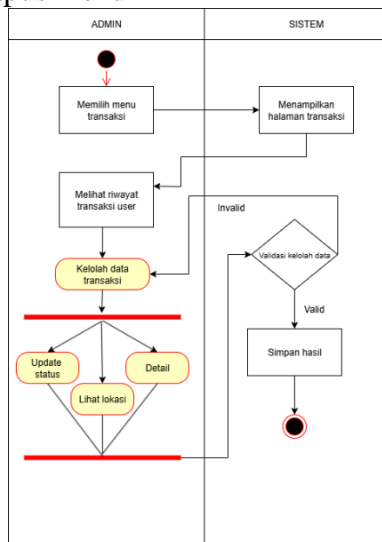 ADMIN
SISTEM
Memilih menu
transaksi
Menampilkan
halaman transaksi
Melihat riwayat
transaksi user
Invalid
Kelolah data
transaksi
Validasi kelolah data
Valid
Update
status
Lihat lokasi
Detail
Simpan hasil